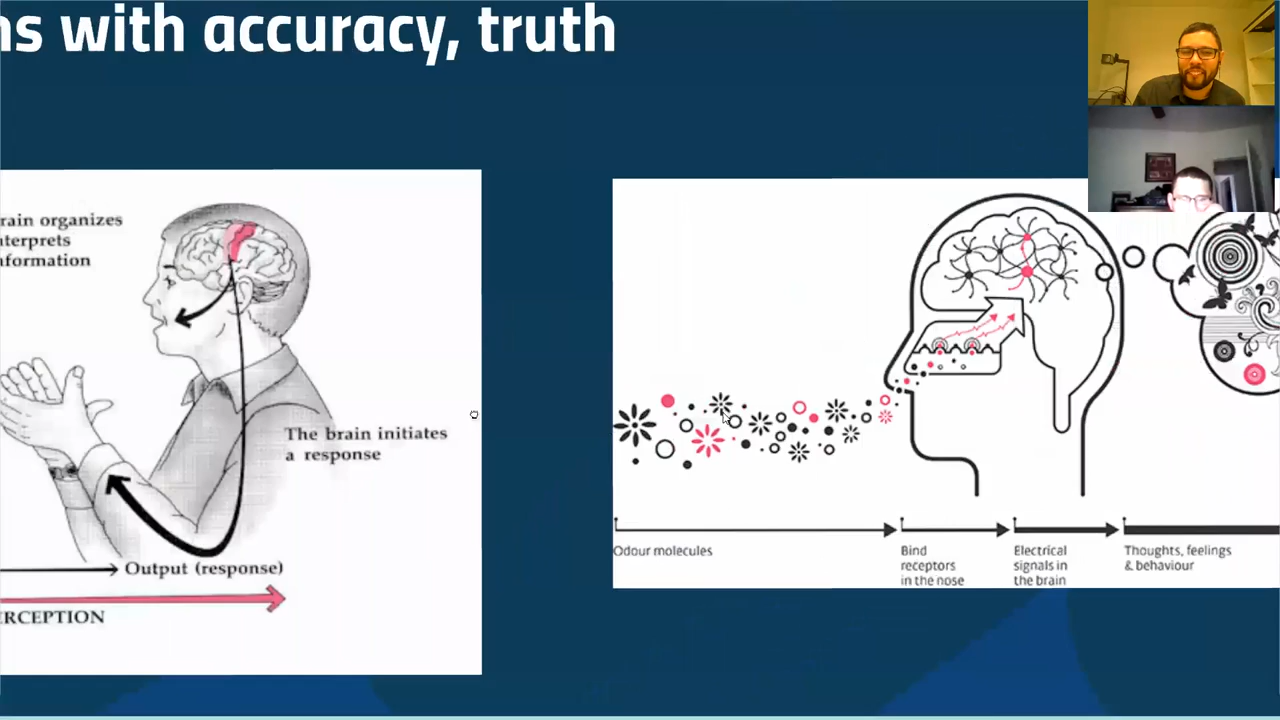 ns with accuracy, truth
rain organizes
nterprets
nformation
The brain initiates
a response
Output (response)
ERCEPTION
Odour molecules
Bind
receptors
in the nose
Electrical
signals in
the brain
Thoughts, feelings
& behaviour